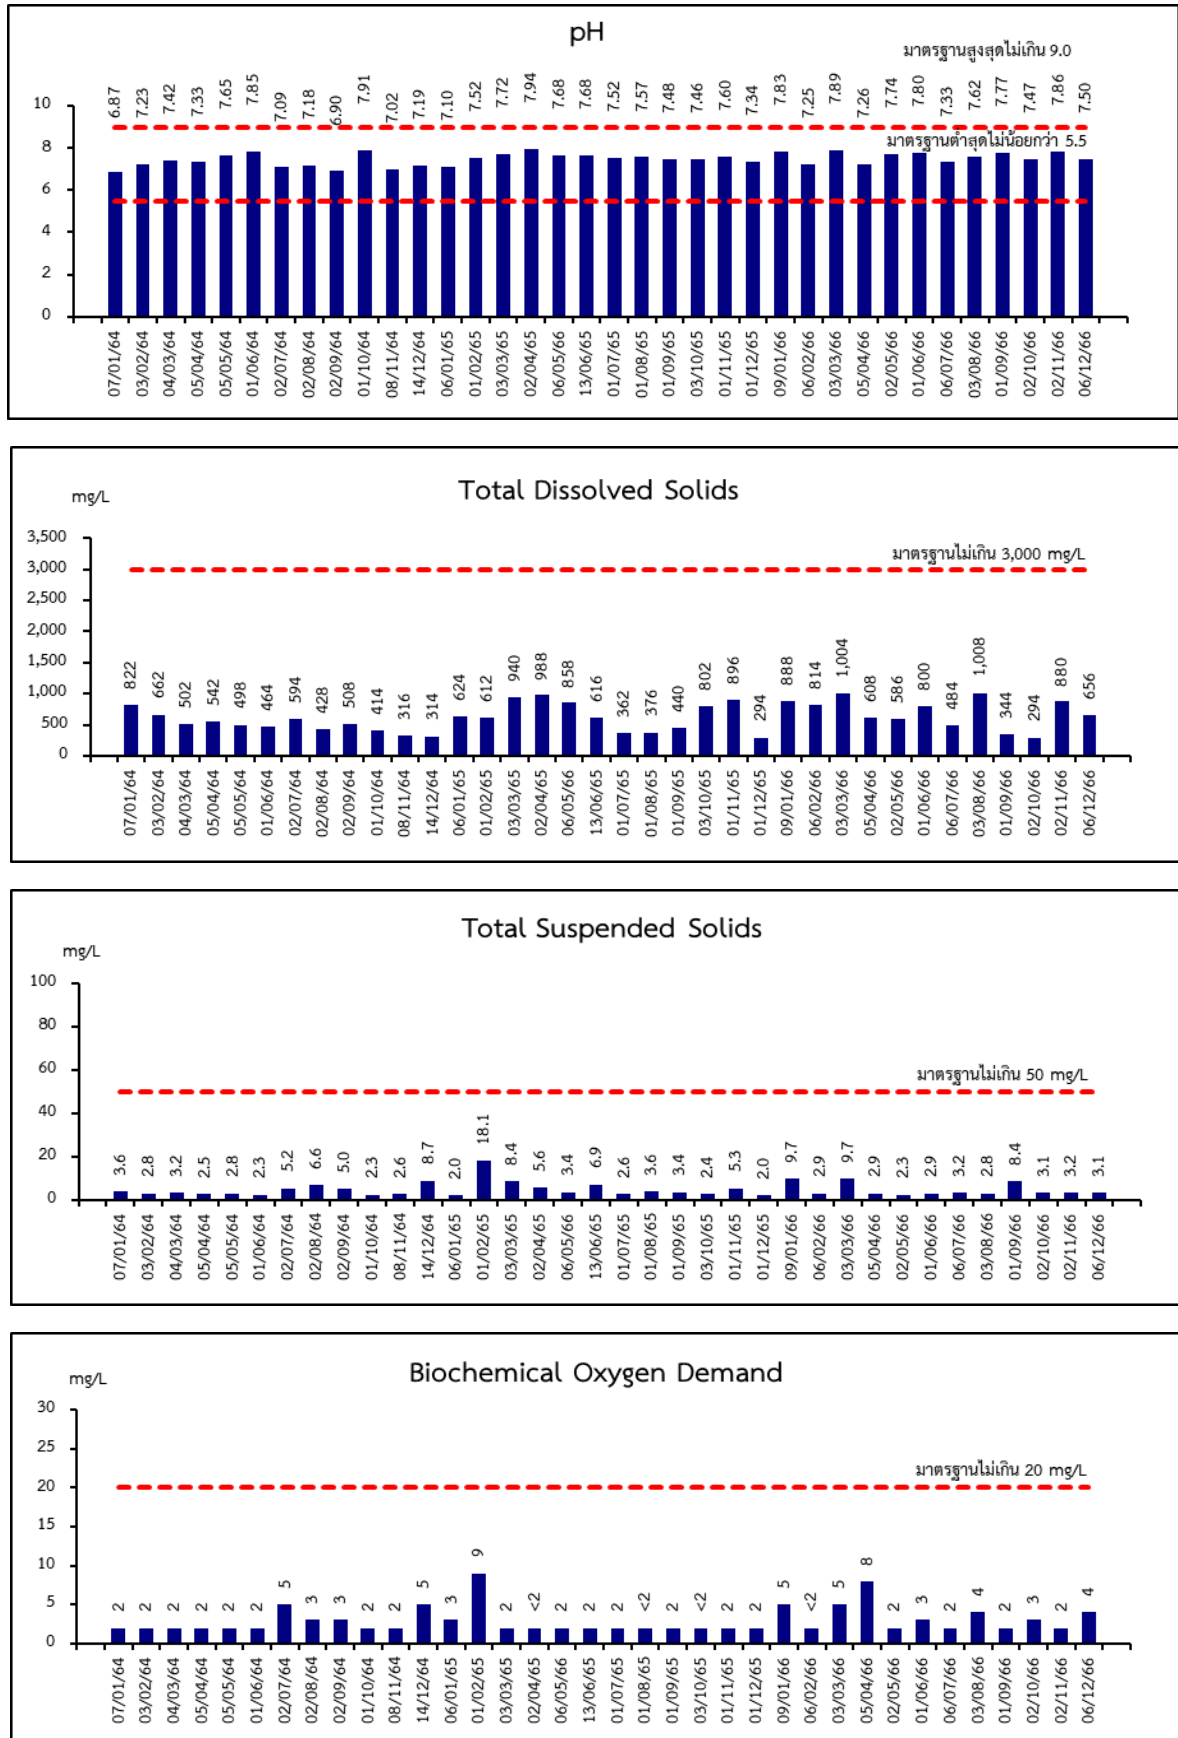 pH
มาตรฐานสูงสุดไม่เกิน 9.0
6.87 7.23 7.42 7.33 7.65 7.85 7.09 7.18 6.90 7.91 7.02 7.19 7.10 7.52 7.72 7.94 7.68 7.68 7.52 7.57 7.48 7.46 7.60 7.34 7.83 7.25 7.89 7.26 7.74 7.80 7.33 7.62 7.77 7.47 7.86 7.50
มาตรฐานต่ำสุดไม่น้อยกว่า 5.5
10
8
6
4
2
0
07/01/64 03/02/64 04/03/64 05/04/64 05/05/64 01/06/64 02/07/64 02/08/64 02/09/64 01/10/64 08/11/64 14/12/64 06/01/65 01/02/65 03/03/65 02/04/65 06/05/66 13/06/65 01/07/65 01/08/65 01/09/65 03/10/65 01/11/65 01/12/65 09/01/66 06/02/66 03/03/66 05/04/66 02/05/66 01/06/66 06/07/66 03/08/66 01/09/66 02/10/66 02/11/66 06/12/66
Total Dissolved Solids
mg/L
มาตรฐานไม่เกิน 3,000 mg/L
3,500
3,000
2,500
2,000
1,500
1,000
500
0
822 662 502 542 498 464 594 428 508 414 316 314 624 612 940 988 858 616 362 376 440 802 896 294 888 814 1,004 608 586 800 484 1,008 344 294 880 656
07/01/64 03/02/64 04/03/64 05/04/64 05/05/64 01/06/64 02/07/64 02/08/64 02/09/64 01/10/64 08/11/64 14/12/64 06/01/65 01/02/65 03/03/65 02/04/65 06/05/66 13/06/65 01/07/65 01/08/65 01/09/65 03/10/65 01/11/65 01/12/65 09/01/66 06/02/66 03/03/66 05/04/66 02/05/66 01/06/66 06/07/66 03/08/66 01/09/66 02/10/66 02/11/66 06/12/66
Total Suspended Solids
mg/L
มาตรฐานไม่เกิน 50 mg/L
100
80
60
40
20
0
3.6 2.8 3.2 2.5 2.8 2.3 5.2 6.6 5.0 2.3 2.6 8.7 2.0 18.1 8.4 5.6 3.4 6.9 2.6 3.6 3.4 2.4 5.3 2.0 9.7 2.9 9.7 2.9 2.3 2.9 3.2 2.8 8.4 3.1 3.2 3.1
07/01/64 03/02/64 04/03/64 05/04/64 05/05/64 01/06/64 02/07/64 02/08/64 02/09/64 01/10/64 08/11/64 14/12/64 06/01/65 01/02/65 03/03/65 02/04/65 06/05/66 13/06/65 01/07/65 01/08/65 01/09/65 03/10/65 01/11/65 01/12/65 09/01/66 06/02/66 03/03/66 05/04/66 02/05/66 01/06/66 06/07/66 03/08/66 01/09/66 02/10/66 02/11/66 06/12/66
Biochemical Oxygen Demand
mg/L
มาตรฐานไม่เกิน 20 mg/L
30
25
20
15
10
5
0
2 2 2 2 2 2 5 3 3 2 2 5 3 9 2 <2 2 2 2 <2 2 <2 2 2 5 <2 5 8 2 3 2 4 2 3 2 4
07/01/64 03/02/64 04/03/64 05/04/64 05/05/64 01/06/64 02/07/64 02/08/64 02/09/64 01/10/64 08/11/64 14/12/64 06/01/65 01/02/65 03/03/65 02/04/65 06/05/66 13/06/65 01/07/65 01/08/65 01/09/65 03/10/65 01/11/65 01/12/65 09/01/66 06/02/66 03/03/66 05/04/66 02/05/66 01/06/66 06/07/66 03/08/66 01/09/66 02/10/66 02/11/66 06/12/66